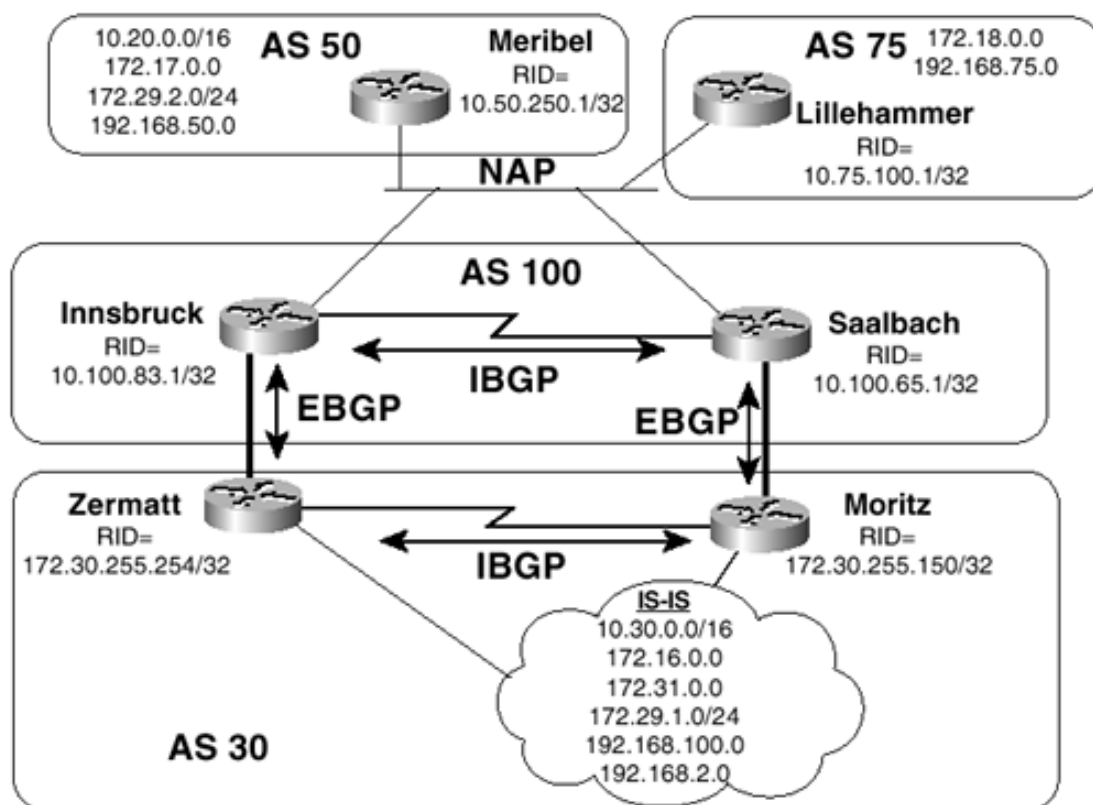 10.20.0.0/16
172.17.0.0
172.29.2.0/24
192.168.50.0
AS 50
Meribel
RID=
10.50.250.1/32
AS 75
172.18.0.0
192.168.75.0
Lillehammer
RID=
10.75.100.1/32
NAP
AS 100
Innsbruck
RID=
10.100.83.1/32
IBGP
Saalbach
RID=
10.100.65.1/32
EBGP
EBGP
Zermatt
RID=
172.30.255.254/32
IBGP
Moritz
RID=
172.30.255.150/32
IS-IS
10.30.0.0/16
172.16.0.0
172.31.0.0
172.29.1.0/24
192.168.100.0
192.168.2.0
AS 30